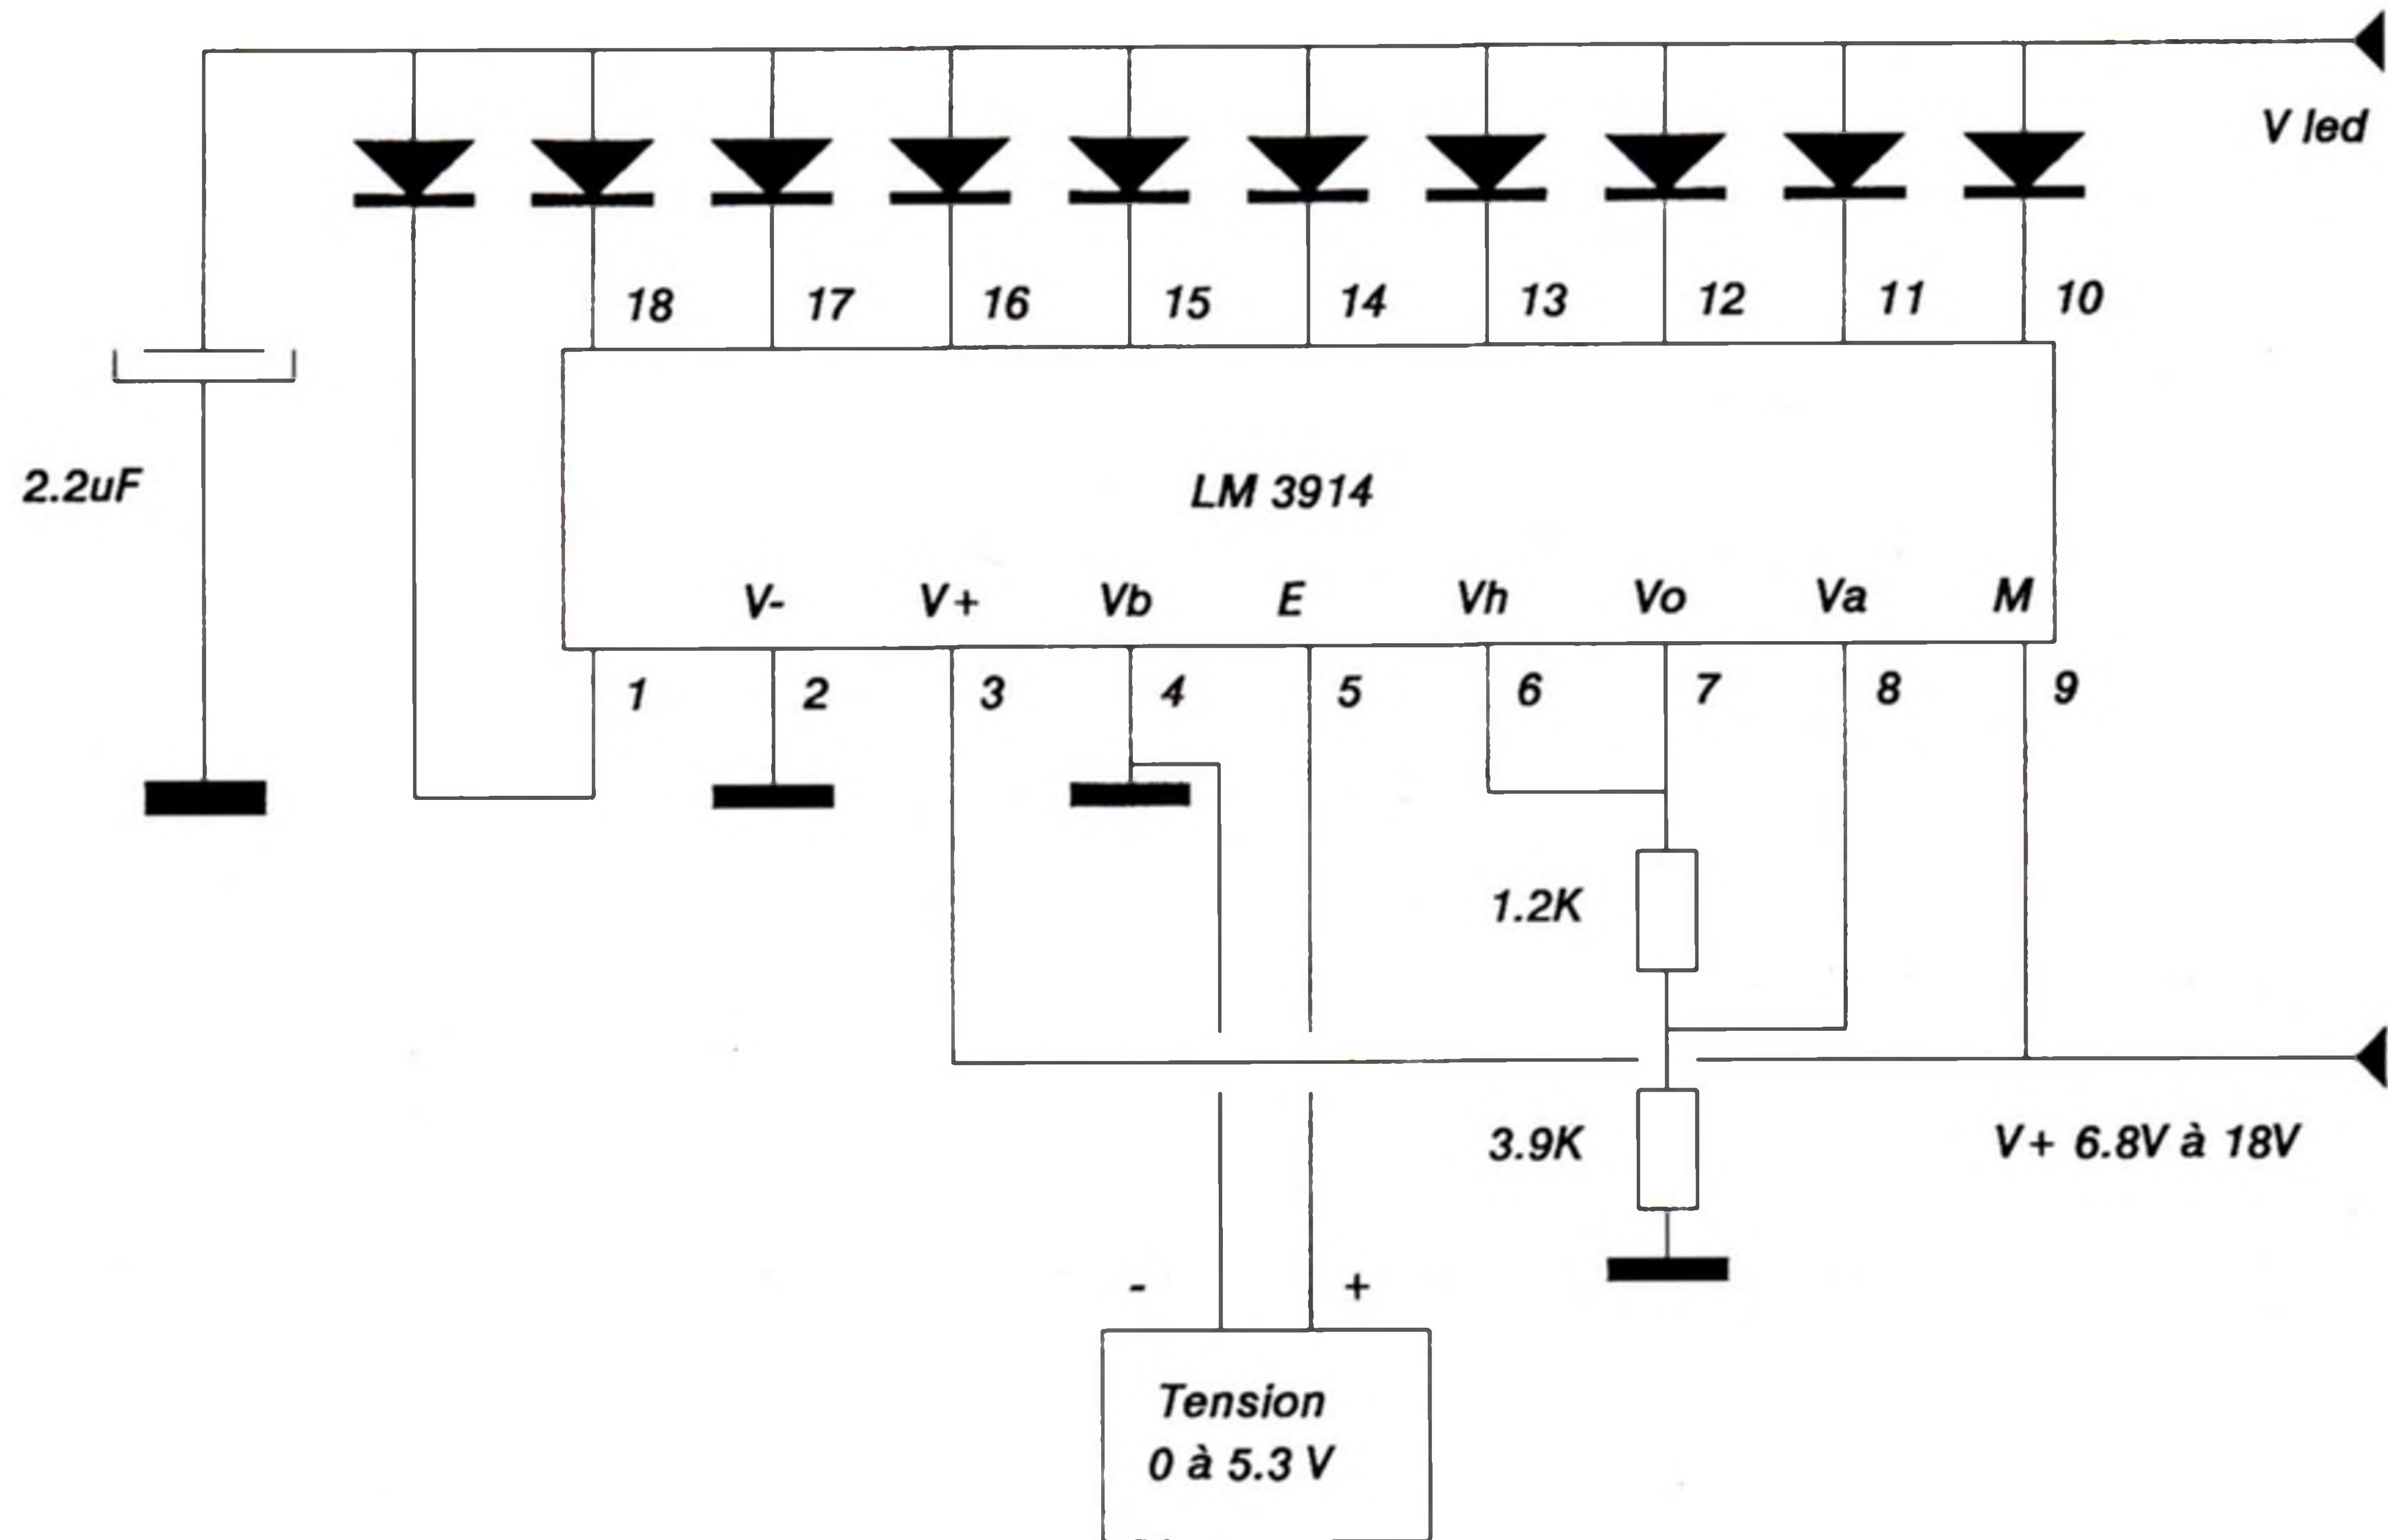 V led
18 17 16 15 14 13 12 11 10
2.2uF
LM 3914
V- V+ Vb E Vh Vo Va M
1 2 3 4 5 6 7 8 9
1.2K
3.9K
V+ 6.8V à 18V
- +
Tension
0 à 5.3 V